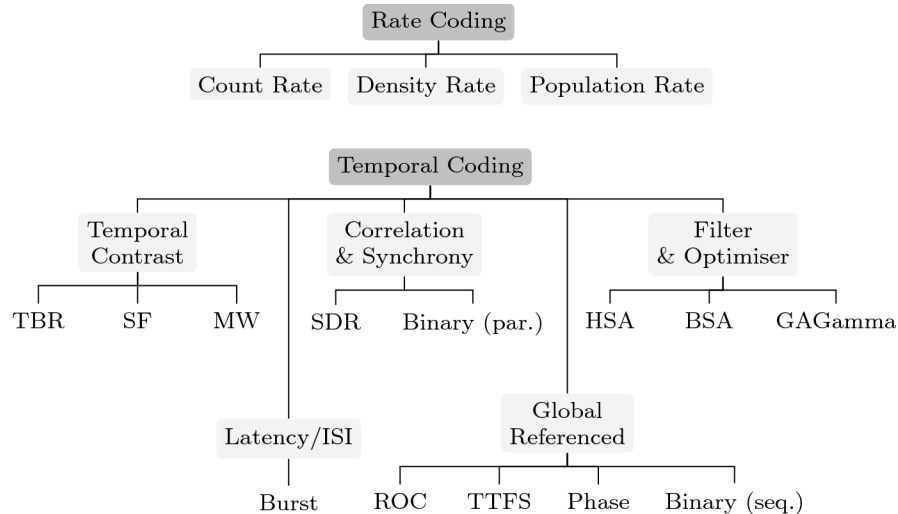 Rate Coding
Count Rate
Density Rate
Population Rate
Temporal Coding
Temporal
Contrast
Correlation
& Synchrony
Filter
& Optimiser
TBR
SF
MW
SDR
Binary (par.)
HSA
BSA
GAGamma
Latency/ISI
Global
Referenced
Burst
ROC
TTFS
Phase
Binary (seq.)